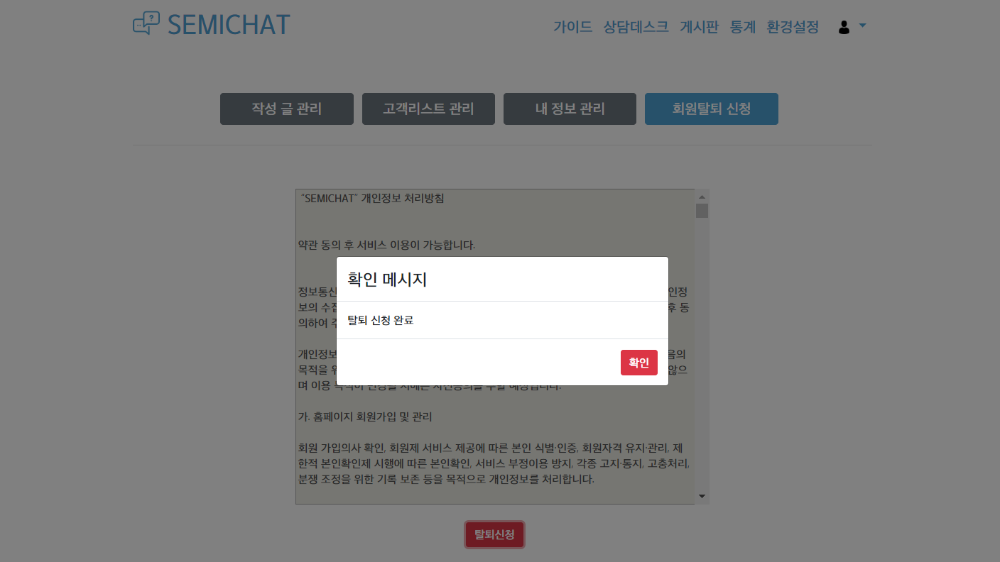 SEMICHAT
가이드 상담데스크 게시판 통계 환경설정
작성 글 관리 고객리스트 관리 내 정보 관리 회원탈퇴 신청
"SEMICHAT" 개인정보 처리방침
약관 동의 후 서비스 이용이 가능합니다.
확인 메시지
정보통신 인정
보의 수집 후 동
탈퇴 신청 완료
의하여 주
개인정보 음의
확인
목적을 위 않으
며 이용 목적이 변경될 시에는 사전동의를 구할 예정입니다.
가. 홈페이지 회원가입 및 관리
회원 가입의사 확인, 회원제 서비스 제공에 따른 본인 식별·인증, 회원자격 유지·관리, 제
한적 본인확인제 시행에 따른 본인확인, 서비스 부정이용 방지, 각종 고지·통지, 고충처리,
분쟁 조정을 위한 기록 보존 등을 목적으로 개인정보를 처리합니다.
탈퇴신청